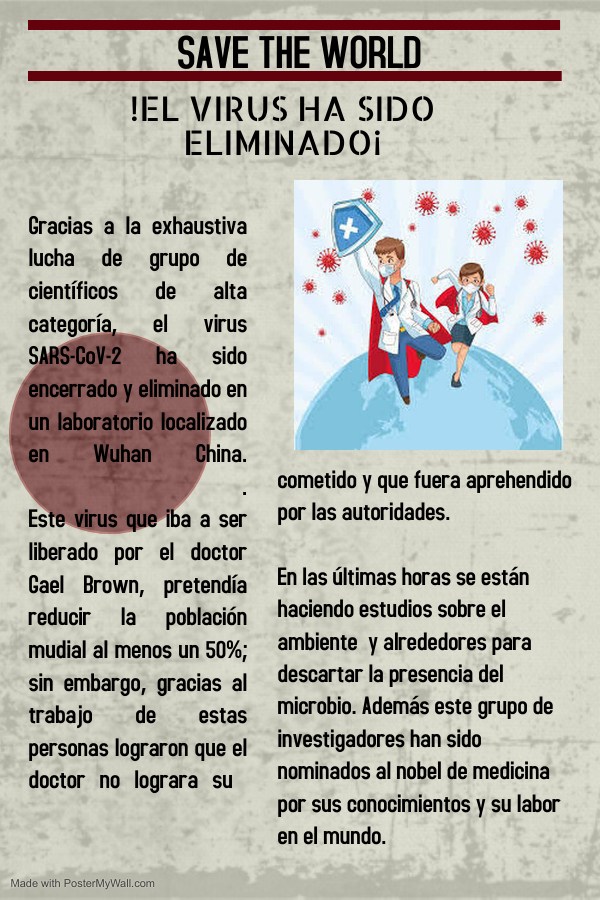 SAVE THE WORLD
!EL VIRUS HA SIDO
ELIMINADO¡
Gracias a la exhaustiva
lucha de grupo de
científicos de alta
categoría, el virus
SARS-CoV-2 ha sido
encerrado y eliminado en
un laboratorio localizado
en Wuhan China.
.
Este virus que iba a ser
liberado por el doctor
Gael Brown, pretendía
reducir la población
mudial al menos un 50%;
sin embargo, gracias al
trabajo de estas
personas lograron que el
doctor no lograra su
cometido y que fuera aprehendido
por las autoridades.
En las últimas horas se están
haciendo estudios sobre el
ambiente y alrededores para
descartar la presencia del
microbio. Además este grupo de
investigadores han sido
nominados al nobel de medicina
por sus conocimientos y su labor
en el mundo.
Made with PosterMyWall.com